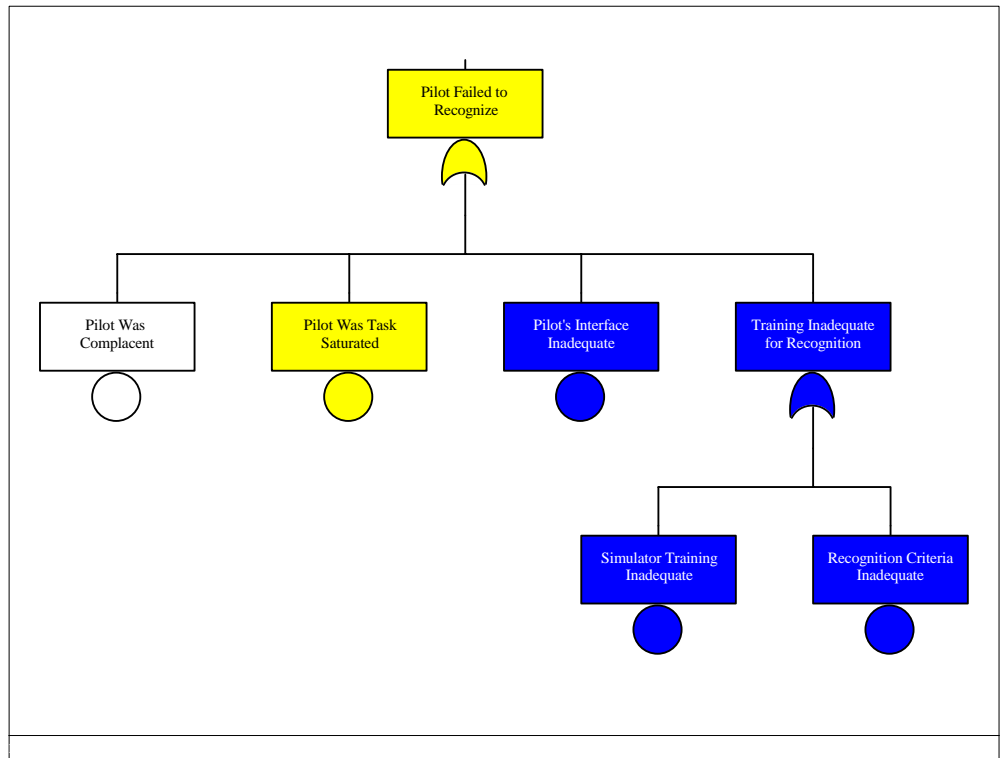 Pilot Failed to
Recognize
Pilot Was
Complacent
Pilot Was Task
Saturated
Pilot's Interface
Inadequate
Training Inadequate
for Recognition
Simulator Training
Inadequate
Recognition Criteria
Inadequate